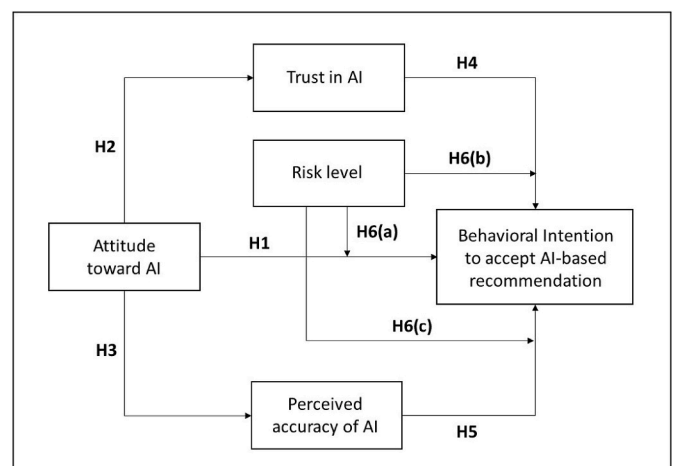 Trust in AI
H4
H2
Risk level
H6(b)
H6(a)
Attitude
toward AI
H1
Behavioral Intention
to accept AI-based
recommendation
H6(c)
H3
Perceived
accuracy of AI
H5